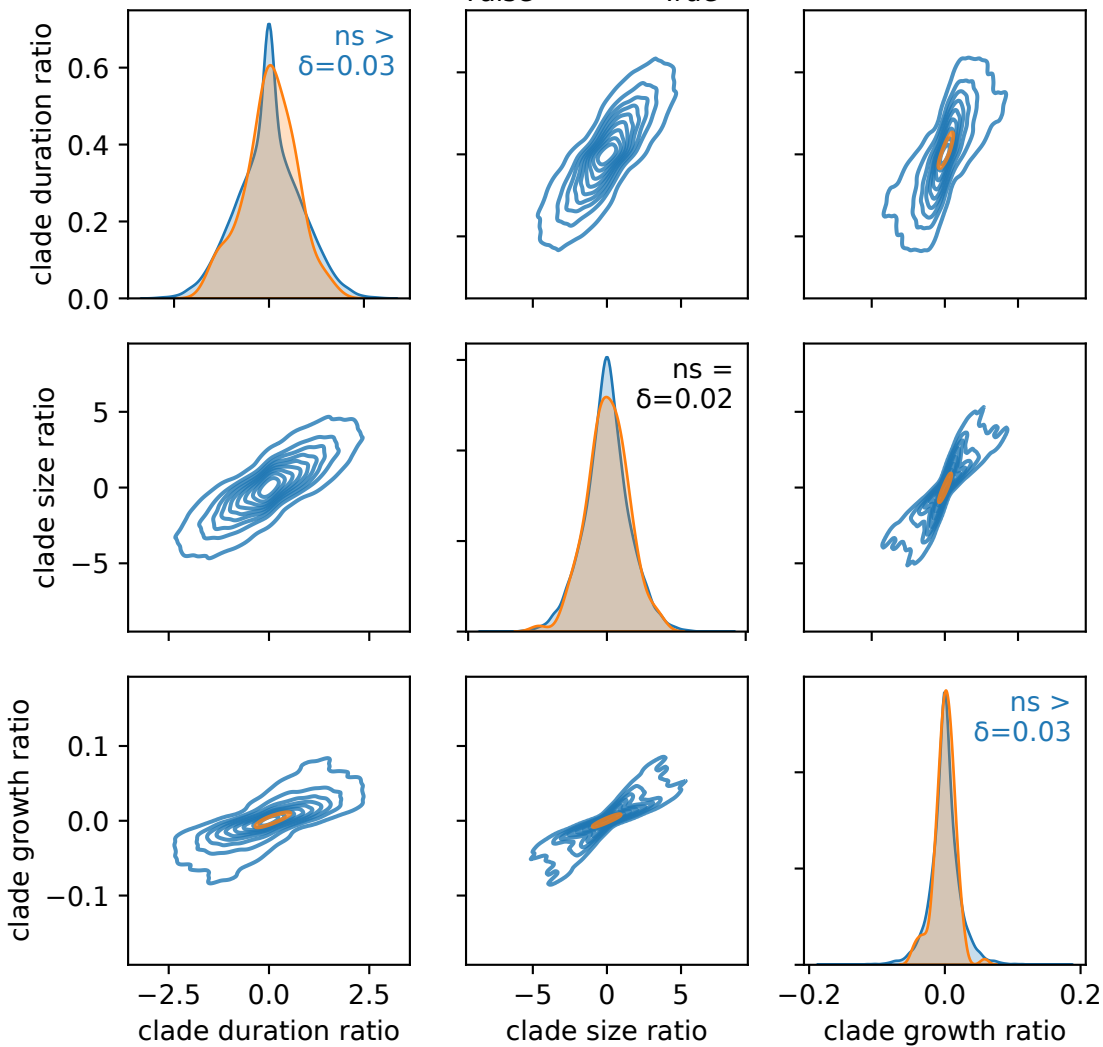 clade duration ratio
0.6
0.4
0.2
0.0
ns >
δ=0.03
clade size ratio
5
0
−5
ns =
δ=0.02
clade growth ratio
0.1
0.0
−0.1
ns >
δ=0.03
−2.5 0.0 2.5
−5 0 5
−0.2 0.0 0.2
clade duration ratio
clade size ratio
clade growth ratio